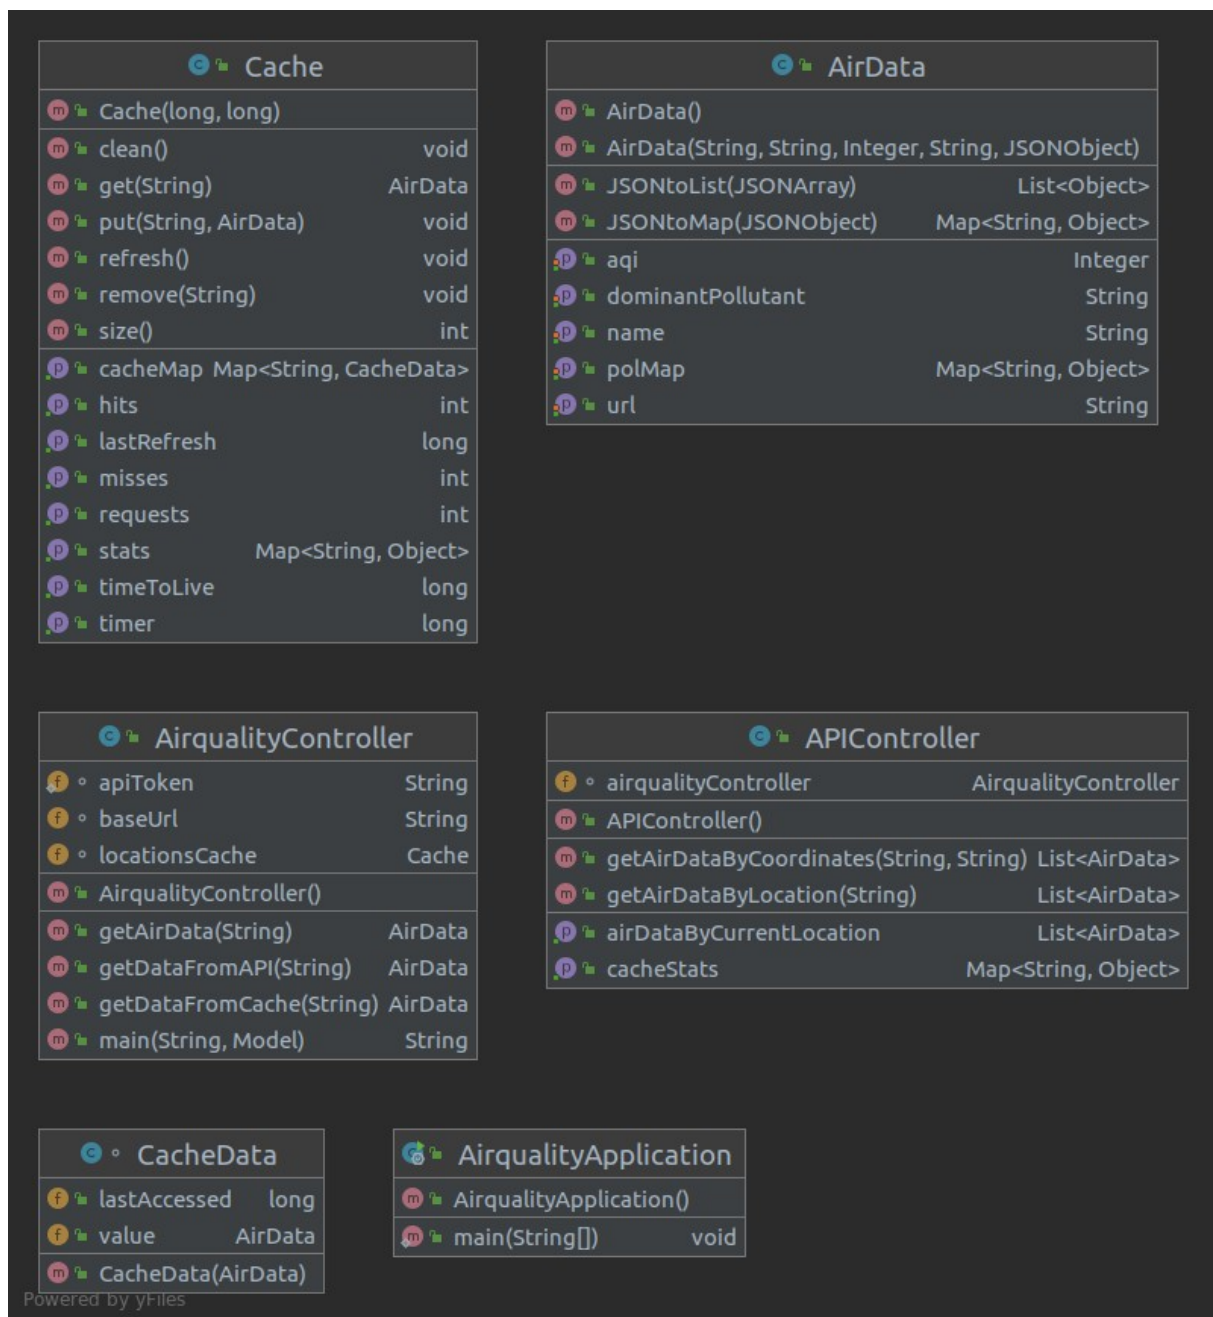 Cache
Cache(long, long)
clean() void
get(String) AirData
put(String, AirData) void
refresh() void
remove(String) void
size() int
cacheMap Map<String, CacheData>
hits int
lastRefresh long
misses int
requests int
stats Map<String, Object>
timeToLive long
timer long
AirData
AirData()
AirData(String, String, Integer, String, JSONObject)
JSONtoList(JSONArray) List<Object>
JSONtoMap(JSONObject) Map<String, Object>
aqi Integer
dominantPollutant String
name String
polMap Map<String, Object>
url String
AirqualityController
apiToken String
baseUrl String
locationsCache Cache
AirqualityController()
getAirData(String) AirData
getDataFromAPI(String) AirData
getDataFromCache(String) AirData
main(String, Model) String
APIController
airqualityController AirqualityController
APIController()
getAirDataByCoordinates(String, String) List<AirData>
getAirDataByLocation(String) List<AirData>
airDataByCurrentLocation List<AirData>
cacheStats Map<String, Object>
CacheData
lastAccessed long
value AirData
CacheData(AirData)
AirqualityApplication
AirqualityApplication()
main(String[]) void
Powered by yFiles